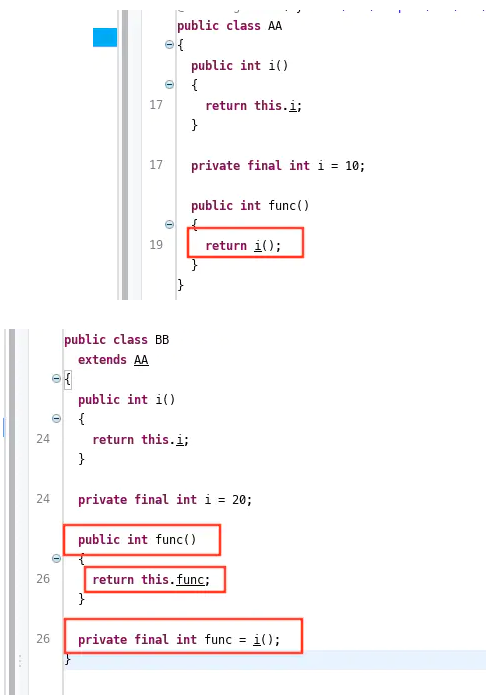 public class AA
{
public int i()
{
17 return this.i;
}
17 private final int i = 10;
public int func()
{
19 return i();
}
}
public class BB
extends AA
{
public int i()
{
24 return this.i;
}
24 private final int i = 20;
public int func()
{
26 return this.func;
}
26 private final int func = i();
}